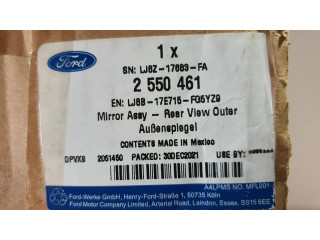 Ford
1 x
SN: LJ6Z-17683-FA
2 550 461
EN: LJ6B-17E715-FG5YZ9
Mirror Assy - Rear View Outer
Außenspiegel
CONTENTS MADE IN Mexico
DPVXB 2051450 PACKED: 30DEC2021 USE BY:
A4LPMS NO. MFL001
Ford-Werke GmbH, Henry-Ford-Straße 1, 50735 Köln
Ford Motor Company Limited, Arterial Road, Laindon, Essex, SS15 6EE